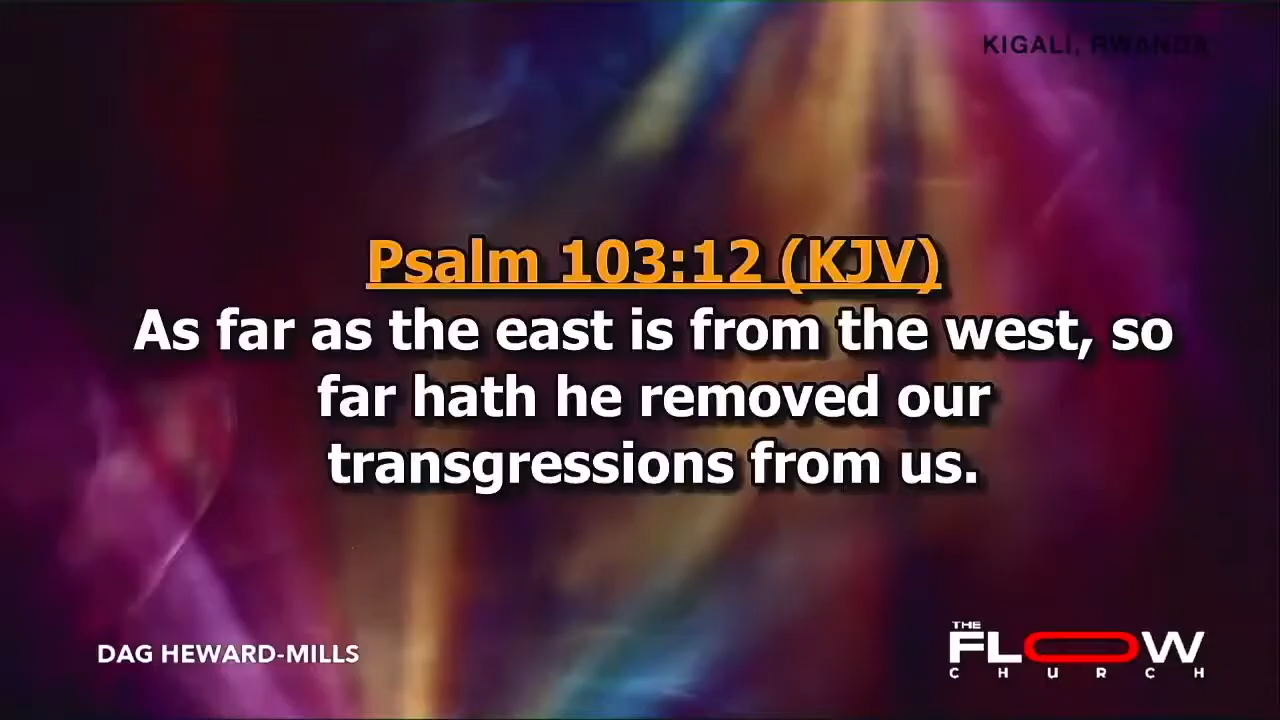 KIGALI, RWANDA
Psalm 103:12 (KJV)
As far as the east is from the west, so
far hath he removed our
transgressions from us.
DAG HEWARD-MILLS
THE
FLOW
CHURCH